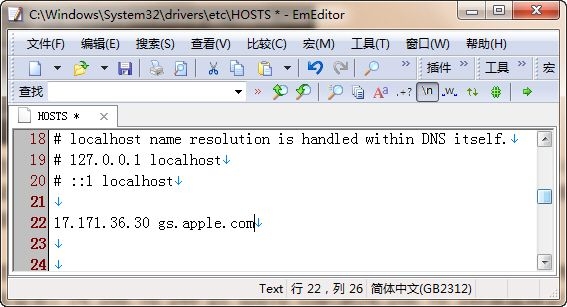 C:\Windows\System32\drivers\etc\HOSTS * - EmEditor
文件(F) 编辑(E) 搜索(S) 查看(V) 比较(C) 宏(M) 工具(T) 窗口(W) 帮助(H)
» 插件 » 工具 » 宏
查找 » Aa .+? \n .w.
HOSTS *
18 # localhost name resolution is handled within DNS itself.↓
19 # 127.0.0.1 localhost↓
20 # ::1 localhost↓
21 ↓
22 17.171.36.30 gs.apple.com↓
23 ↓
24 ↓
Text 行 22，列 26 简体中文(GB2312)